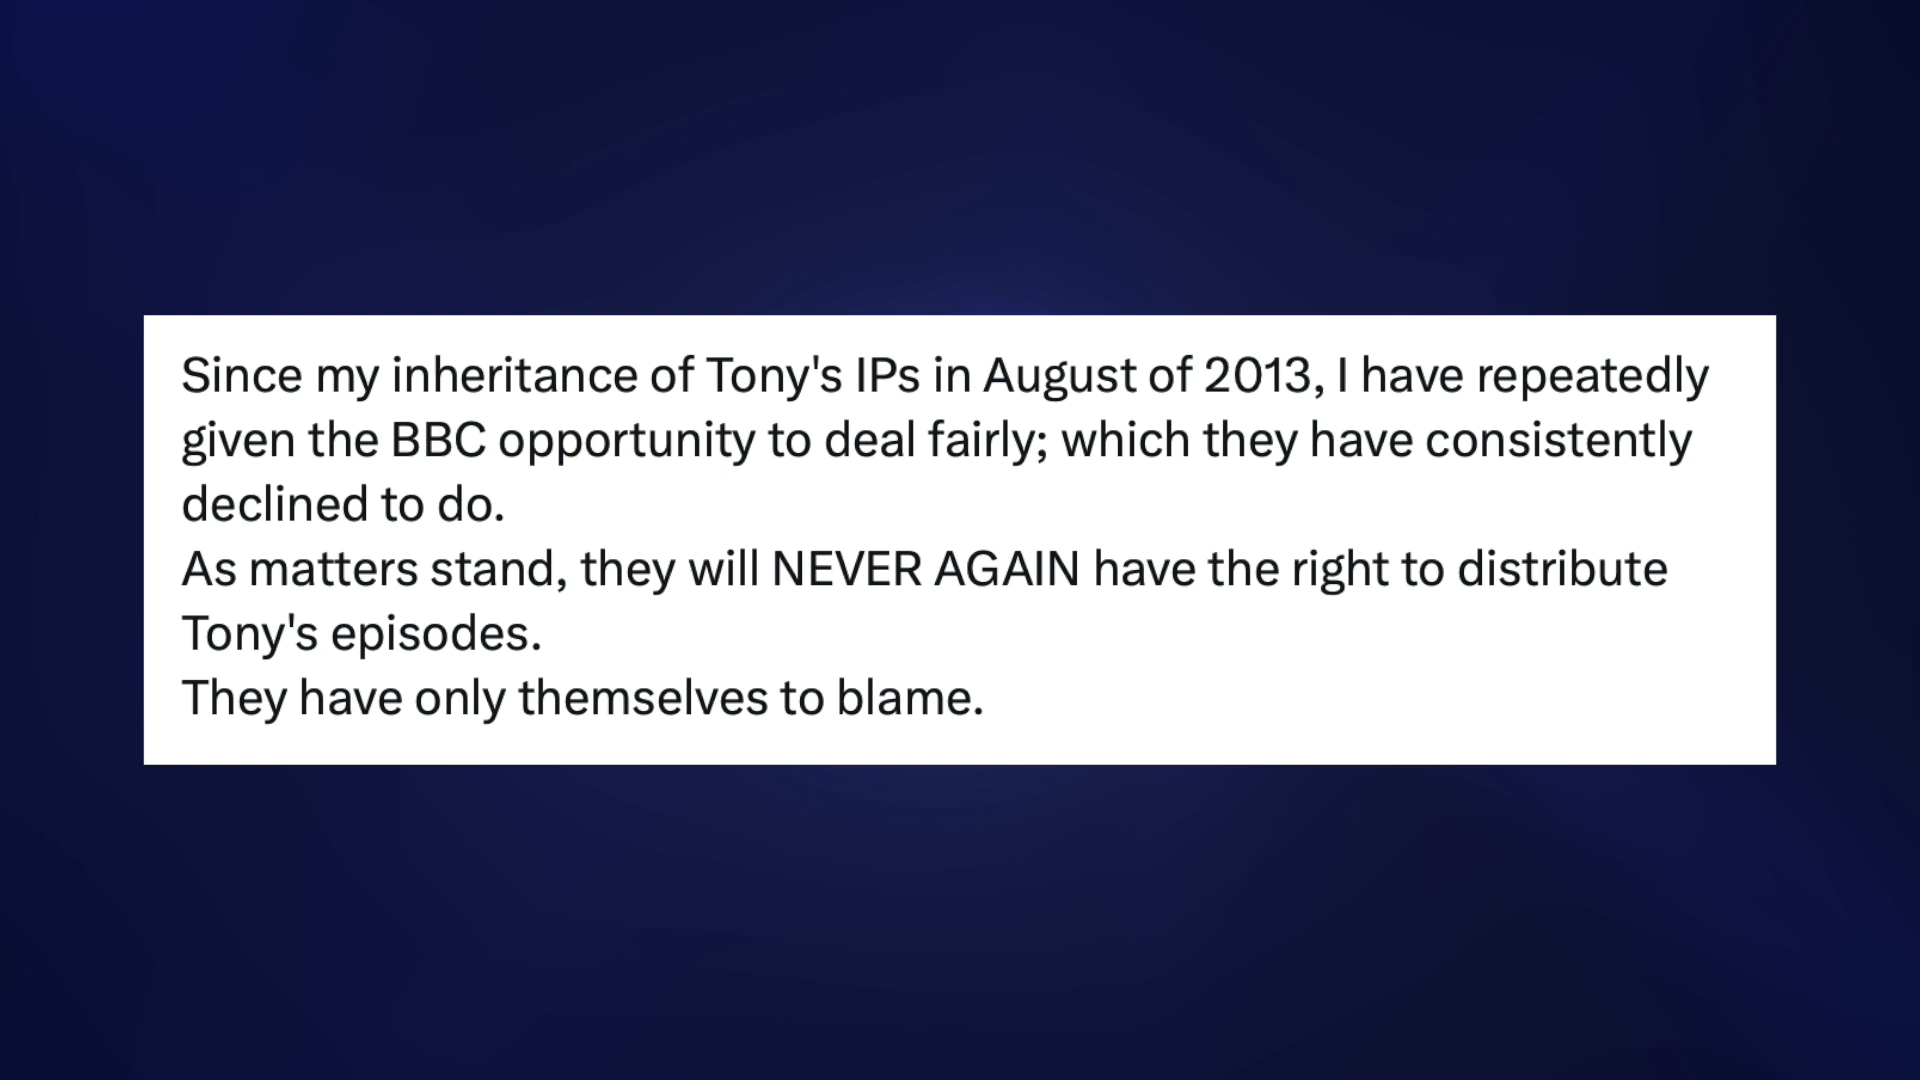 Since my inheritance of Tony's IPs in August of 2013, I have repeatedly
given the BBC opportunity to deal fairly; which they have consistently
declined to do.
As matters stand, they will NEVER AGAIN have the right to distribute
Tony's episodes.
They have only themselves to blame.